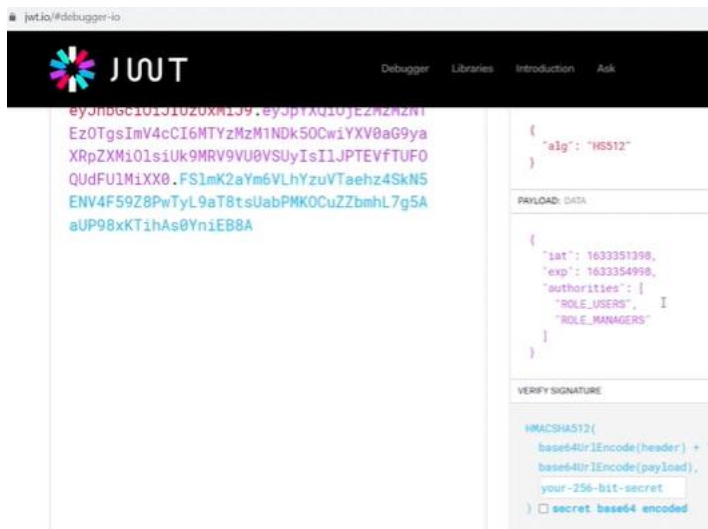 jwt.io/#debugger-io
JWT
Debugger Libraries Introduction Ask
eyJhbGciOiJIUzUxMiJ9.eyJpYXQiOjE2MzMzNT
EzOTgsImV4cCI6MTYzMzM1NDk5OCwiYXV0aG9ya
XRpZXMiOlsiUk9MRV9VU0VSUyIsIlJPTEVfTUFO
QUdFUlMiXX0.FSlmK2aYm6VLhYzuVTaehz4SkN5
ENV4F59Z8PwTyL9aT8tsUabPMKOCuZZbmhL7g5A
aUP98xKTihAs0YniEB8A
{
"alg": "HS512"
}
PAYLOAD: DATA
{
"iat": 1633351398,
"exp": 1633354998,
"authorities": [
"ROLE_USERS",
"ROLE_MANAGERS"
]
}
VERIFY SIGNATURE
HMACSHA512(
base64UrlEncode(header) + "
base64UrlEncode(payload),
your-256-bit-secret
) secret base64 encoded